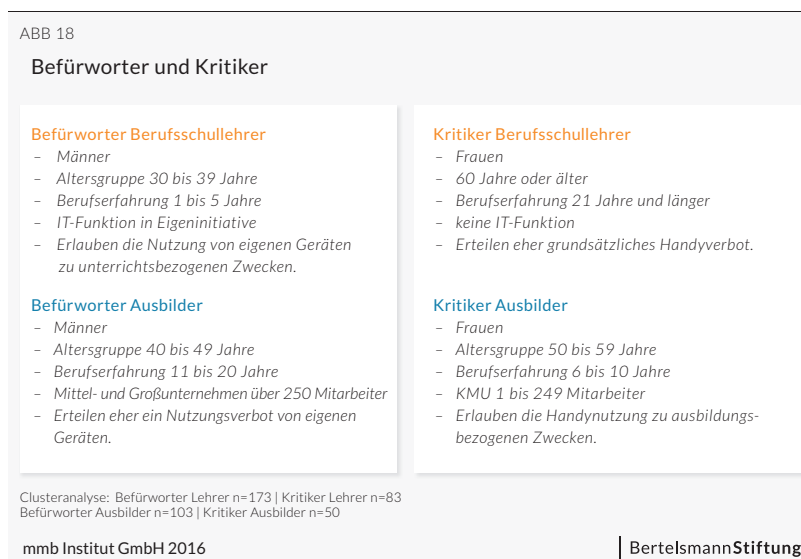 ABB 18
Befürworter und Kritiker
Befürworter Berufsschullehrer
– Männer
– Altersgruppe 30 bis 39 Jahre
– Berufserfahrung 1 bis 5 Jahre
– IT-Funktion in Eigeninitiative
– Erlauben die Nutzung von eigenen Geräten
zu unterrichtsbezogenen Zwecken.
Befürworter Ausbilder
– Männer
– Altersgruppe 40 bis 49 Jahre
– Berufserfahrung 11 bis 20 Jahre
– Mittel- und Großunternehmen über 250 Mitarbeiter
– Erteilen eher ein Nutzungsverbot von eigenen
Geräten.
Kritiker Berufsschullehrer
– Frauen
– 60 Jahre oder älter
– Berufserfahrung 21 Jahre und länger
– keine IT-Funktion
– Erteilen eher grundsätzliches Handyverbot.
Kritiker Ausbilder
– Frauen
– Altersgruppe 50 bis 59 Jahre
– Berufserfahrung 6 bis 10 Jahre
– KMU 1 bis 249 Mitarbeiter
– Erlauben die Handynutzung zu ausbildungs-
bezogenen Zwecken.
Clusteranalyse: Befürworter Lehrer n=173 | Kritiker Lehrer n=83
Befürworter Ausbilder n=103 | Kritiker Ausbilder n=50
mmb Institut GmbH 2016
BertelsmannStiftung